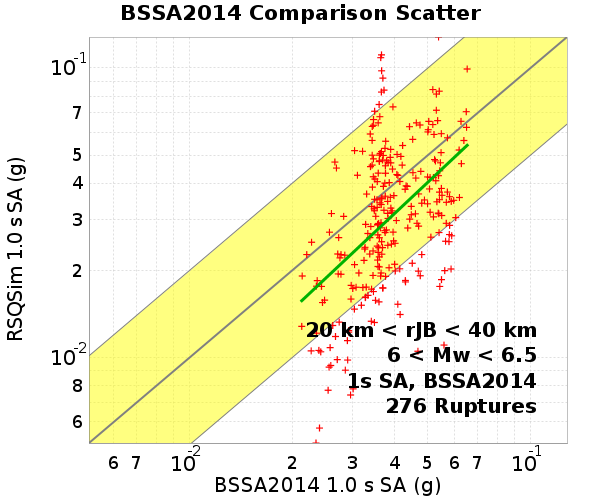 BSSA2014 Comparison Scatter
RSQSim 1.0 s SA (g)
10-1
7
5
4
3
2
10-2
8
6
20 km < rJB < 40 km
6 < Mw < 6.5
1s SA, BSSA2014
276 Ruptures
6 7 10-2 2 3 4 5 6 7 10-1
BSSA2014 1.0 s SA (g)